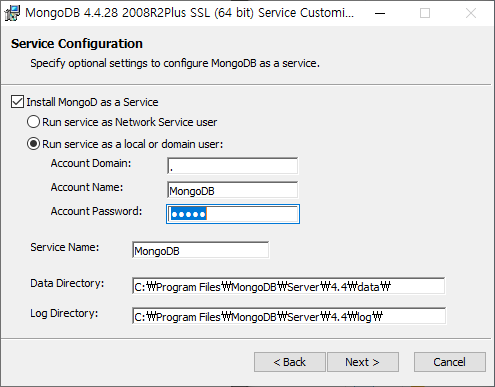 MongoDB 4.4.28 2008R2Plus SSL (64 bit) Service Customi...
Service Configuration
Specify optional settings to configure MongoDB as a service.
Install MongoD as a Service
Run service as Network Service user
Run service as a local or domain user:
Account Domain: .
Account Name: MongoDB
Account Password: ●●●●●
Service Name: MongoDB
Data Directory: C:₩Program Files₩MongoDB₩Server₩4.4₩data₩
Log Directory: C:₩Program Files₩MongoDB₩Server₩4.4₩log₩
< Back Next > Cancel